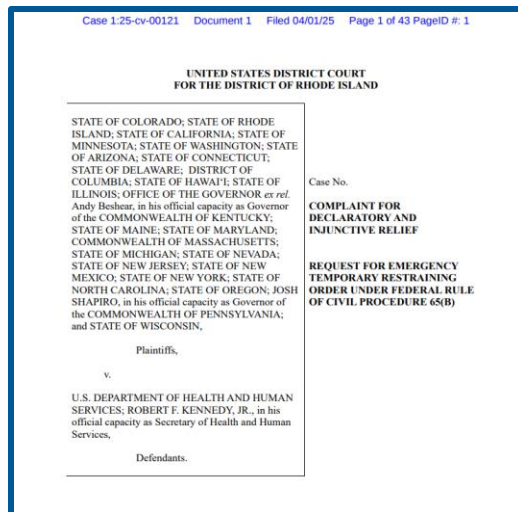 Case 1:25-cv-00121 Document 1 Filed 04/01/25 Page 1 of 43 PageID #: 1
UNITED STATES DISTRICT COURT
FOR THE DISTRICT OF RHODE ISLAND
STATE OF COLORADO; STATE OF RHODE
ISLAND; STATE OF CALIFORNIA; STATE OF
MINNESOTA; STATE OF WASHINGTON; STATE
OF ARIZONA; STATE OF CONNECTICUT;
STATE OF DELAWARE; DISTRICT OF
COLUMBIA; STATE OF HAWAIʻI; STATE OF
ILLINOIS; OFFICE OF THE GOVERNOR ex rel.
Andy Beshear, in his official capacity as Governor
of the COMMONWEALTH OF KENTUCKY;
STATE OF MAINE; STATE OF MARYLAND;
COMMONWEALTH OF MASSACHUSETTS;
STATE OF MICHIGAN; STATE OF NEVADA;
STATE OF NEW JERSEY; STATE OF NEW
MEXICO; STATE OF NEW YORK; STATE OF
NORTH CAROLINA; STATE OF OREGON; JOSH
SHAPIRO, in his official capacity as Governor of
the COMMONWEALTH OF PENNSYLVANIA;
and STATE OF WISCONSIN,
Plaintiffs,
v.
U.S. DEPARTMENT OF HEALTH AND HUMAN
SERVICES; ROBERT F. KENNEDY, JR., in his
official capacity as Secretary of Health and Human
Services,
Defendants.
Case No.
COMPLAINT FOR
DECLARATORY AND
INJUNCTIVE RELIEF
REQUEST FOR EMERGENCY
TEMPORARY RESTRAINING
ORDER UNDER FEDERAL RULE
OF CIVIL PROCEDURE 65(B)